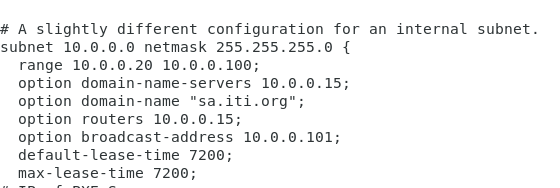 # A slightly different configuration for an internal subnet.
subnet 10.0.0.0 netmask 255.255.255.0 {
  range 10.0.0.20 10.0.0.100;
  option domain-name-servers 10.0.0.15;
  option domain-name "sa.iti.org";
  option routers 10.0.0.15;
  option broadcast-address 10.0.0.101;
  default-lease-time 7200;
  max-lease-time 7200;